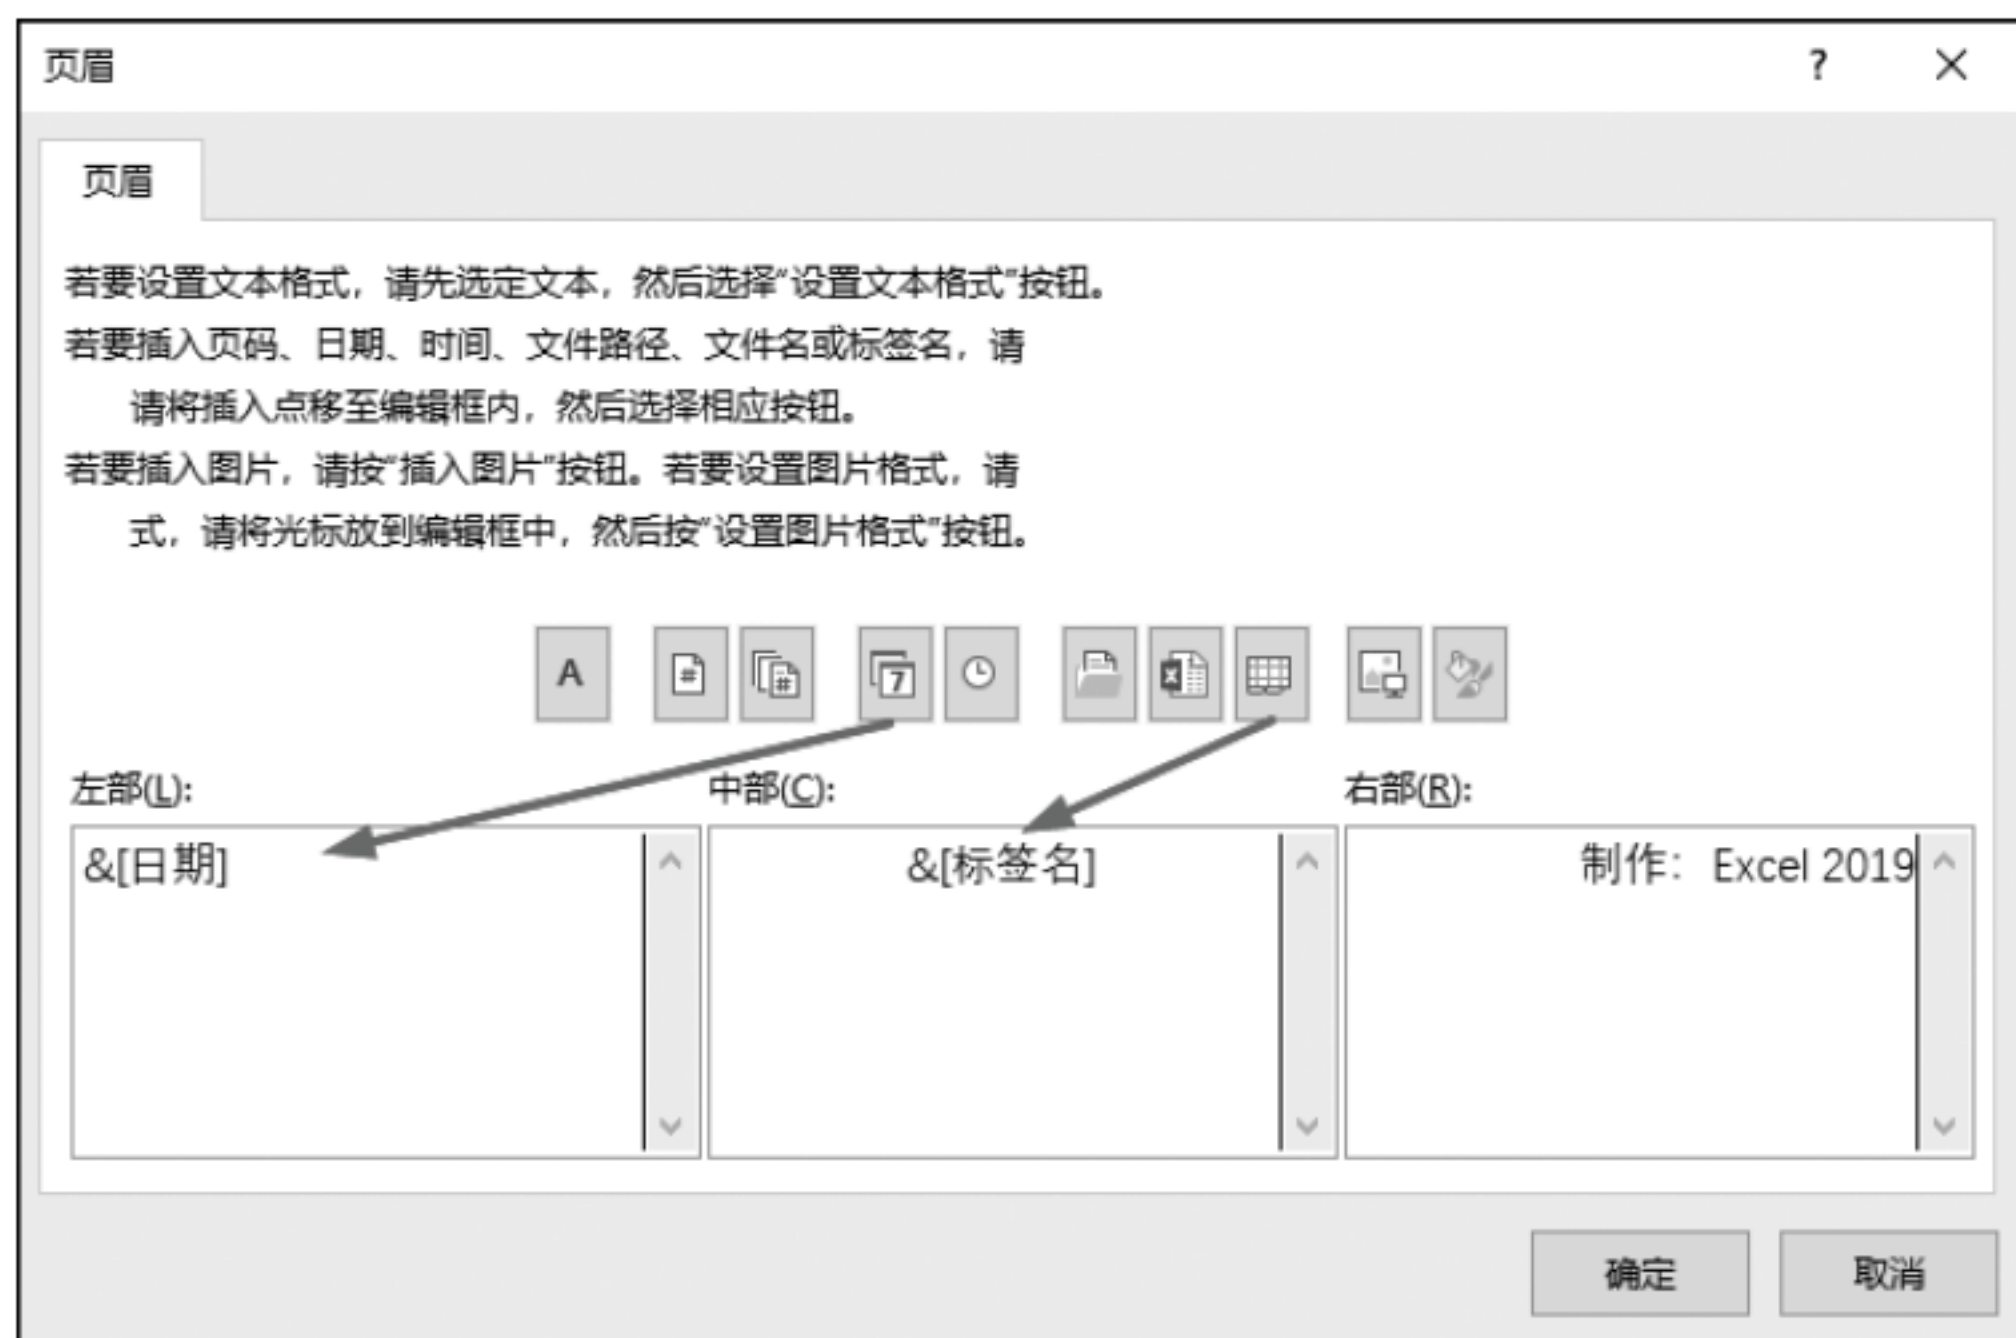 页眉
?
页眉
若要设置文本格式，请先选定文本，然后选择"设置文本格式"按钮。
若要插入页码、日期、时间、文件路径、文件名或标签名，请
请将插入点移至编辑框内，然后选择相应按钮。
若要插入图片，请按"插入图片"按钮。若要设置图片格式，请
式，请将光标放到编辑框中，然后按"设置图片格式"按钮。
A # # 7 X
左部(L): 中部(C): 右部(R):
&[日期] &[标签名] 制作：Excel 2019
确定 取消